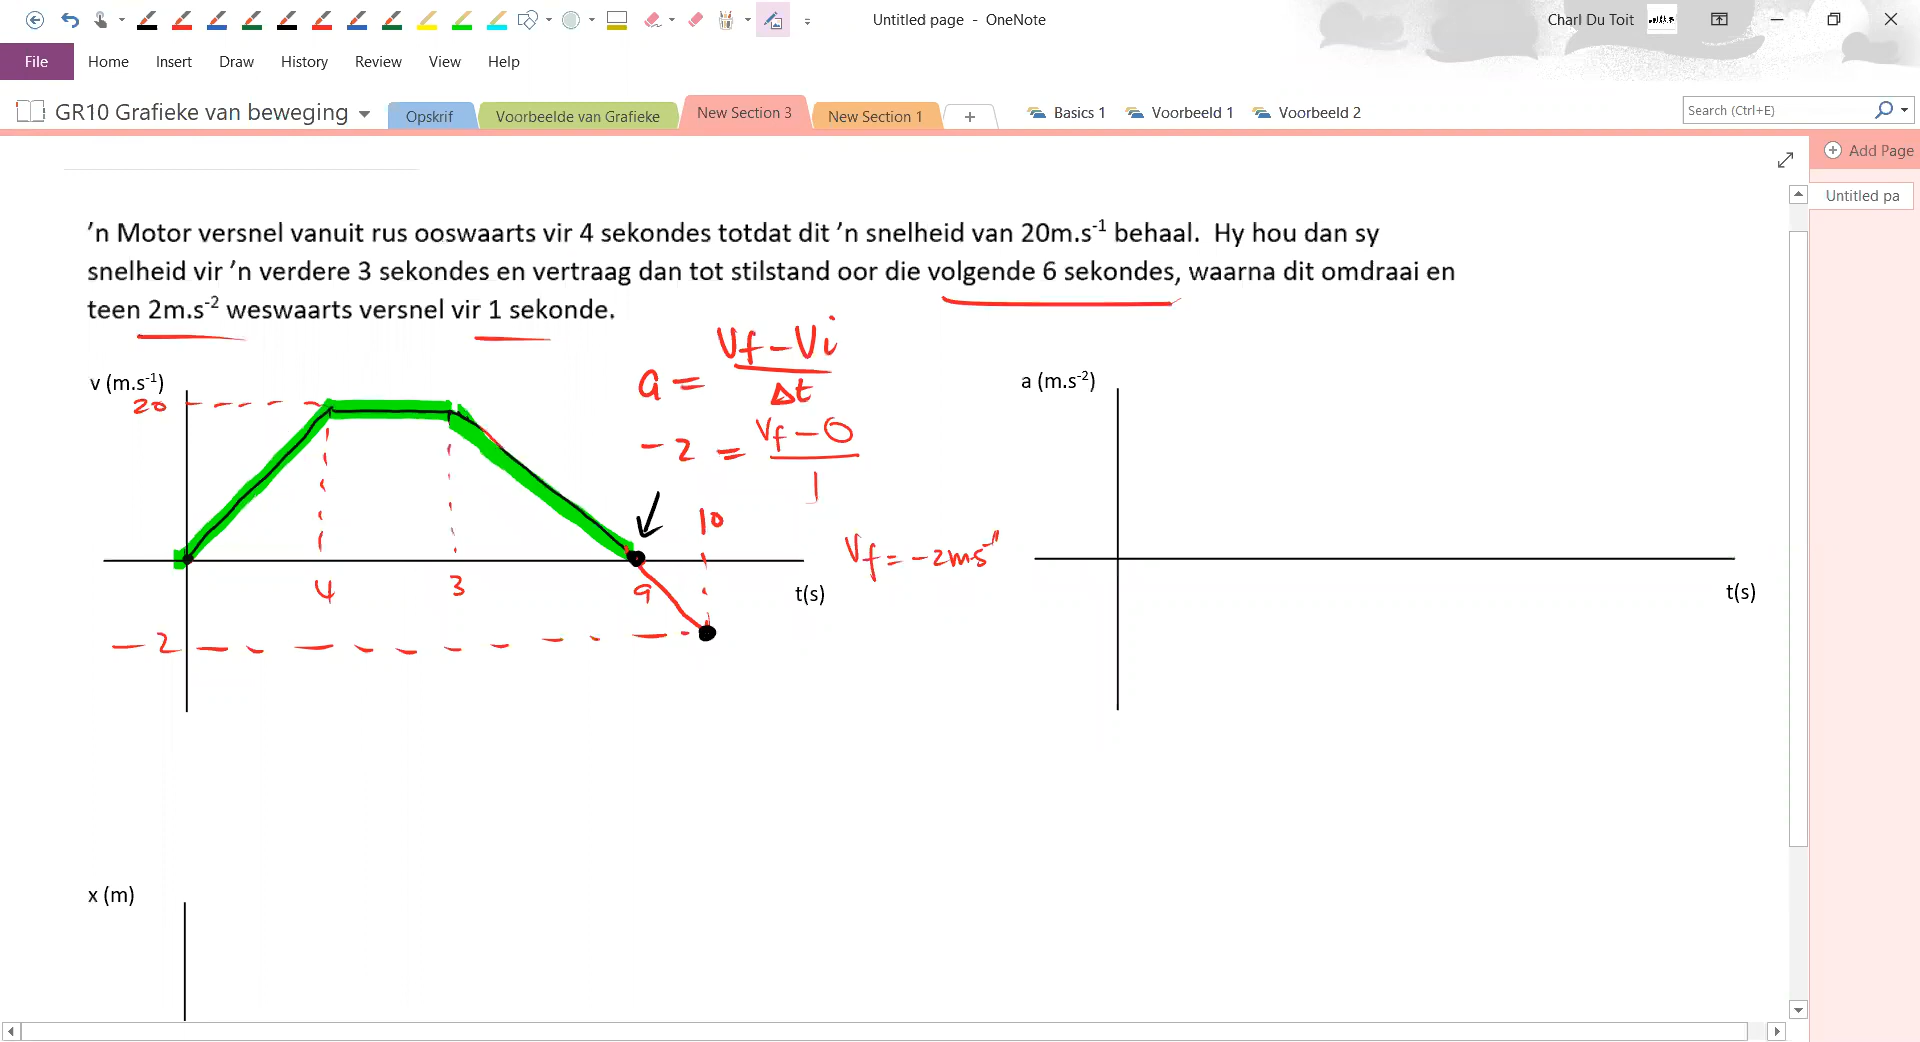 Untitled page - OneNote
Charl Du Toit
File Home Insert Draw History Review View Help
GR10 Grafieke van beweging
Opskrif
Voorbeelde van Grafieke
New Section 3
New Section 1
+
Basics 1
Voorbeeld 1
Voorbeeld 2
Search (Ctrl+E)
Add Page
Untitled pa
’n Motor versnel vanuit rus ooswaarts vir 4 sekondes totdat dit ’n snelheid van 20m.s⁻¹ behaal. Hy hou dan sy
snelheid vir ’n verdere 3 sekondes en vertraag dan tot stilstand oor die volgende 6 sekondes, waarna dit omdraai en
teen 2m.s⁻² weswaarts versnel vir 1 sekonde.
v (m.s⁻¹)
20
4
3
9
10
t(s)
-2
a = Vf - Vi / Δt
-2 = Vf - 0 / 1
Vf = -2ms⁻¹
a (m.s⁻²)
t(s)
x (m)